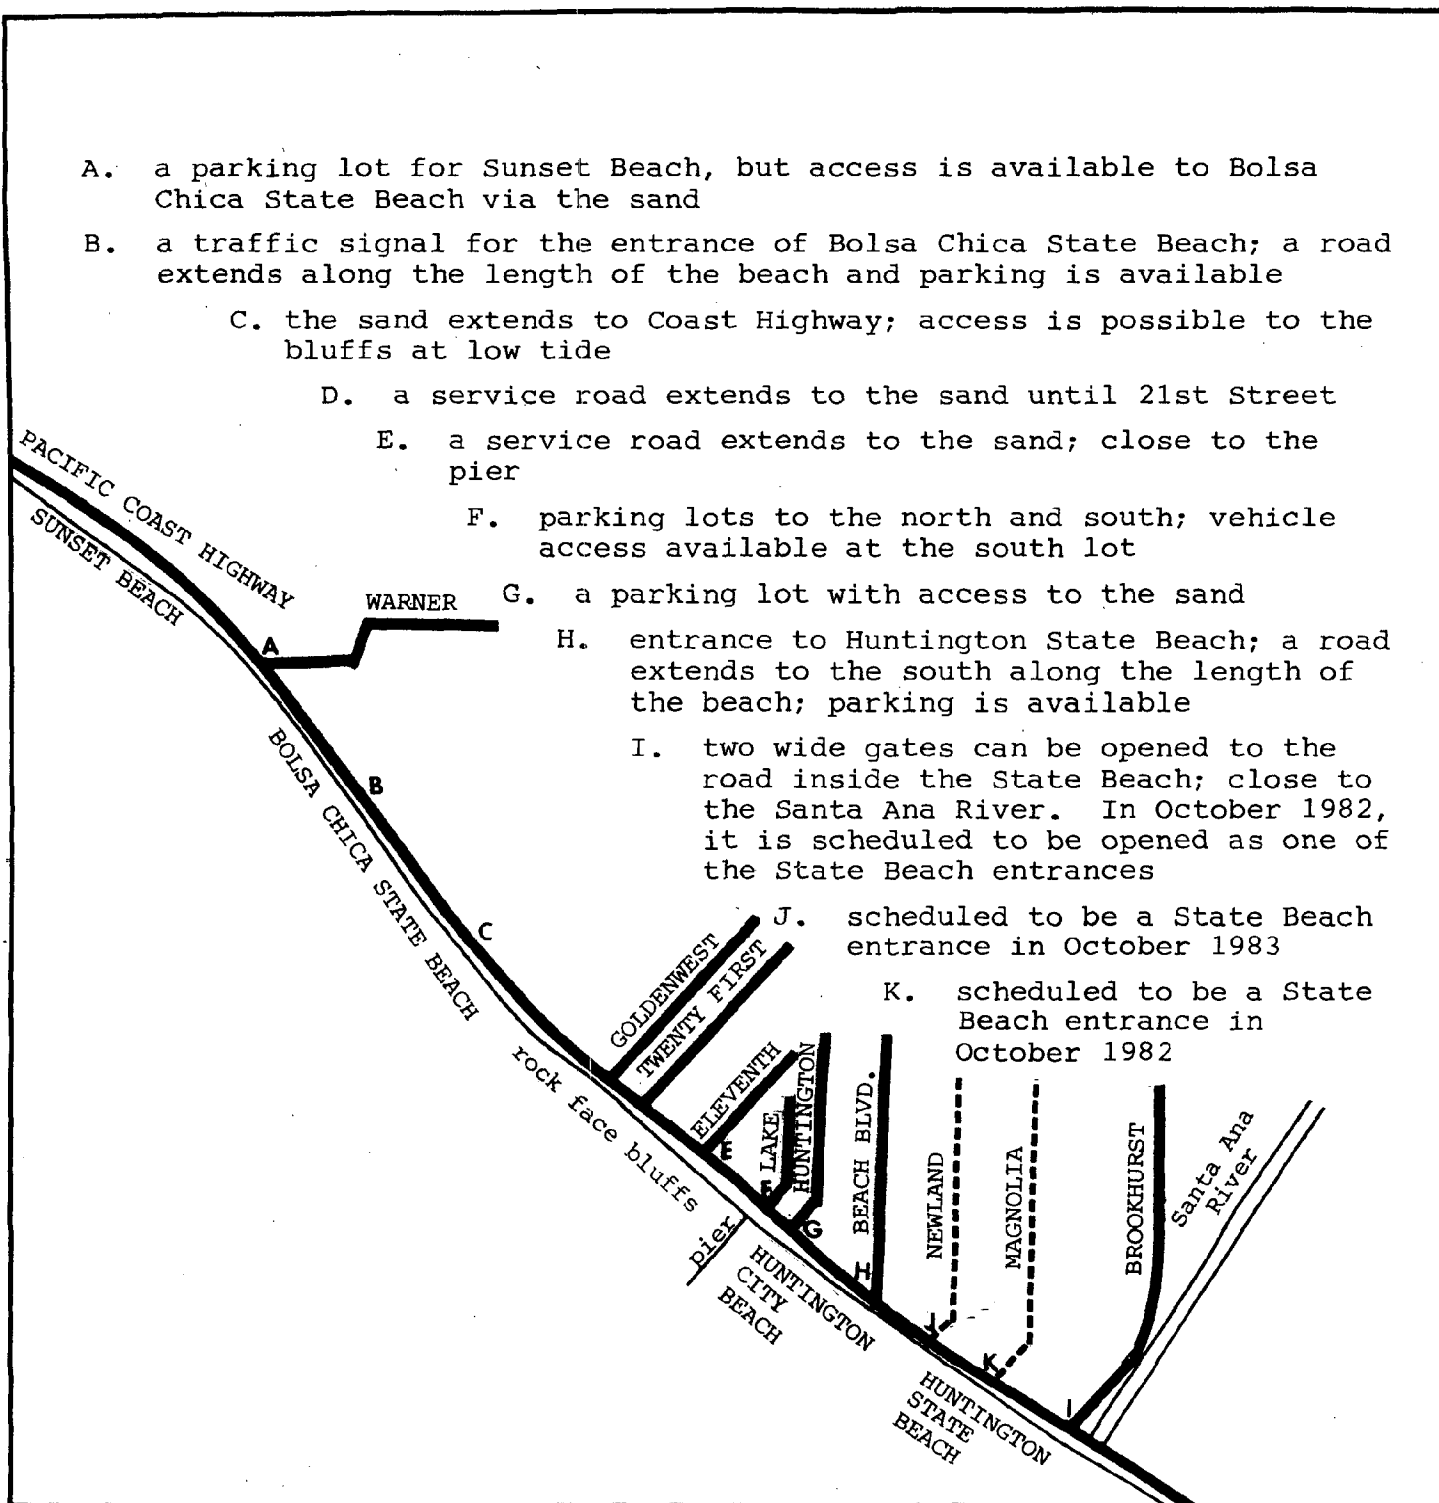 A. a parking lot for Sunset Beach, but access is available to Bolsa
Chica State Beach via the sand
B. a traffic signal for the entrance of Bolsa Chica State Beach; a road
extends along the length of the beach and parking is available
C. the sand extends to Coast Highway; access is possible to the
bluffs at low tide
D. a service road extends to the sand until 21st Street
E. a service road extends to the sand; close to the
pier
F. parking lots to the north and south; vehicle
access available at the south lot
G. a parking lot with access to the sand
H. entrance to Huntington State Beach; a road
extends to the south along the length of
the beach; parking is available
I. two wide gates can be opened to the
road inside the State Beach; close to
the Santa Ana River. In October 1982,
it is scheduled to be opened as one of
the State Beach entrances
J. scheduled to be a State Beach
entrance in October 1983
K. scheduled to be a State
Beach entrance in
October 1982
PACIFIC COAST HIGHWAY
SUNSET BEACH
WARNER
A
BOLSA CHICA STATE BEACH
B
C
GOLDENWEST
TWENTY FIRST
ELEVENTH
E
LAKE
F
HUNTINGTON
G
BEACH BLVD.
H
NEWLAND
J
MAGNOLIA
K
BROOKHURST
I
Santa Ana
River
rock face bluffs
pier
HUNTINGTON
CITY
BEACH
HUNTINGTON
STATE
BEACH